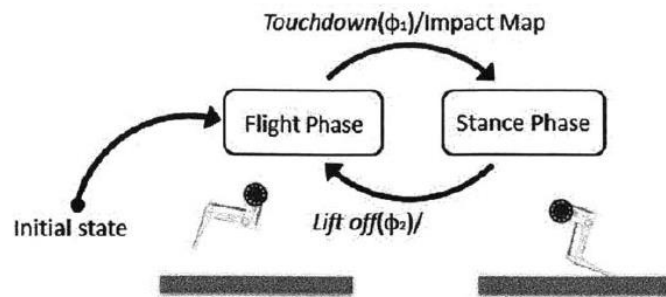 Touchdown(ϕ₁)/Impact Map
Flight Phase
Stance Phase
Initial state
Lift off(ϕ₂)/